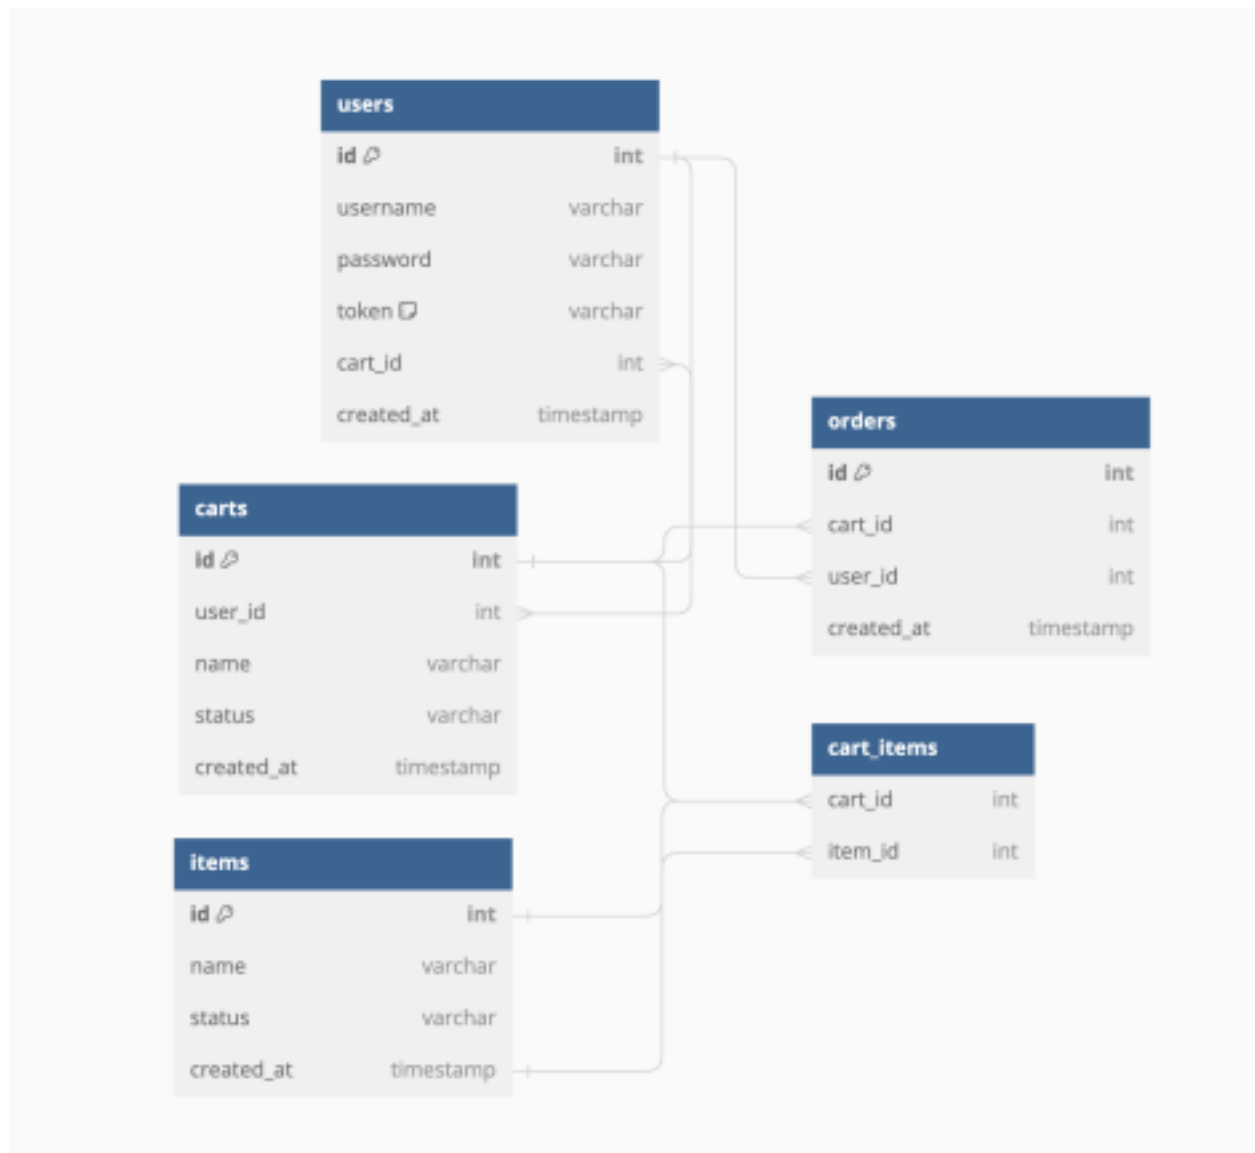 users
id int
username varchar
password varchar
token varchar
cart_id int
created_at timestamp
carts
id int
user_id int
name varchar
status varchar
created_at timestamp
items
id int
name varchar
status varchar
created_at timestamp
orders
id int
cart_id int
user_id int
created_at timestamp
cart_items
cart_id int
item_id int